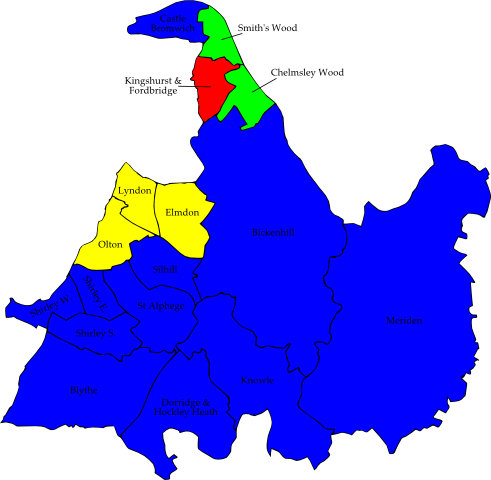 Castle
Bromwich
Smith's Wood
Chelmsley Wood
Kingshurst &
Fordbridge
Lyndon
Elmdon
Olton
Bickenhill
Silhill
Shirley W
Shirley E
St Alphege
Shirley S
Meriden
Blythe
Knowle
Dorridge &
Hockley Heath